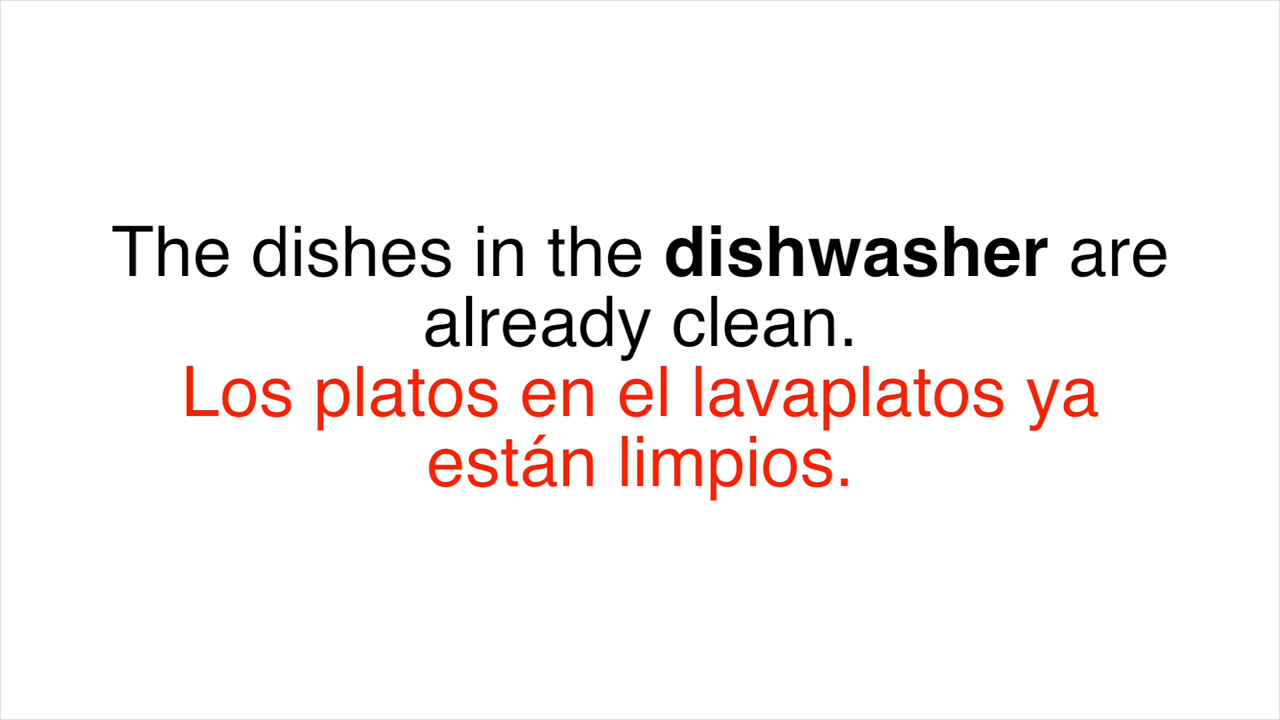 The dishes in the dishwasher are
already clean.
Los platos en el lavaplatos ya
están limpios.